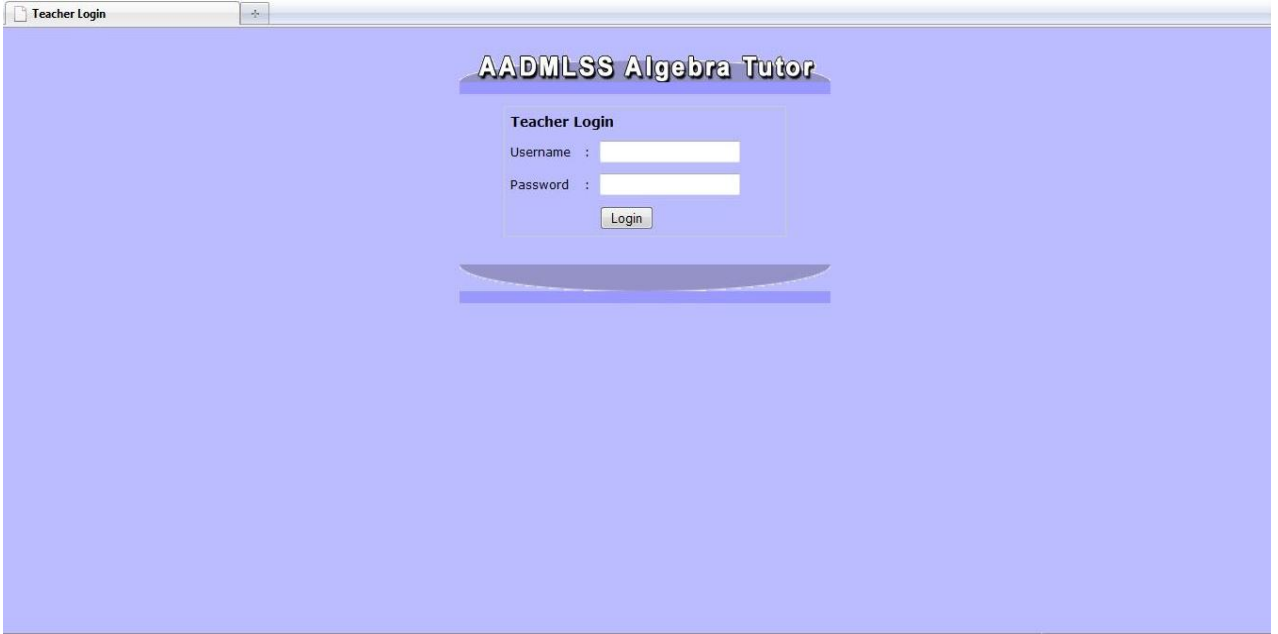 Teacher Login
AADMLSS Algebra Tutor
Teacher Login
Username :
Password :
Login